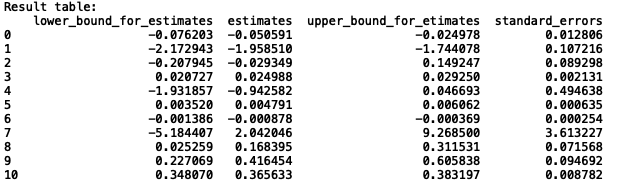 Result table:
lower_bound_for_estimates estimates upper_bound_for_etimates standard_errors
0 -0.076203 -0.050591 -0.024978 0.012806
1 -2.172943 -1.958510 -1.744078 0.107216
2 -0.207945 -0.029349 0.149247 0.089298
3 0.020727 0.024988 0.029250 0.002131
4 -1.931857 -0.942582 0.046693 0.494638
5 0.003520 0.004791 0.006062 0.000635
6 -0.001386 -0.000878 -0.000369 0.000254
7 -5.184407 2.042046 9.268500 3.613227
8 0.025259 0.168395 0.311531 0.071568
9 0.227069 0.416454 0.605838 0.094692
10 0.348070 0.365633 0.383197 0.008782